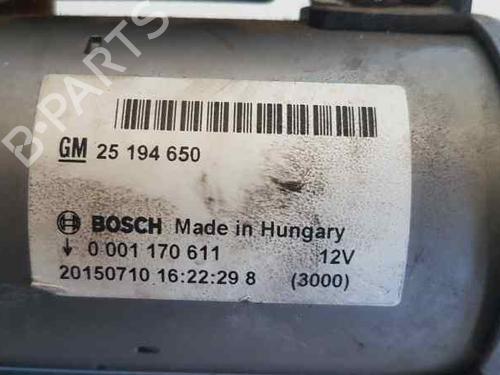 B-PARTS
GM 25 194 650
BOSCH Made in Hungary
0 001 170 611 12V
20150710 16:22:29 8 (3000)